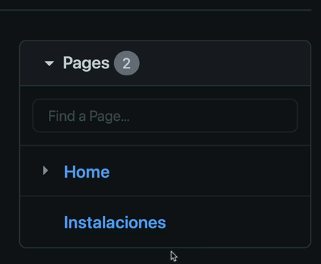 Pages 2
Find a Page...
Home
Instalaciones